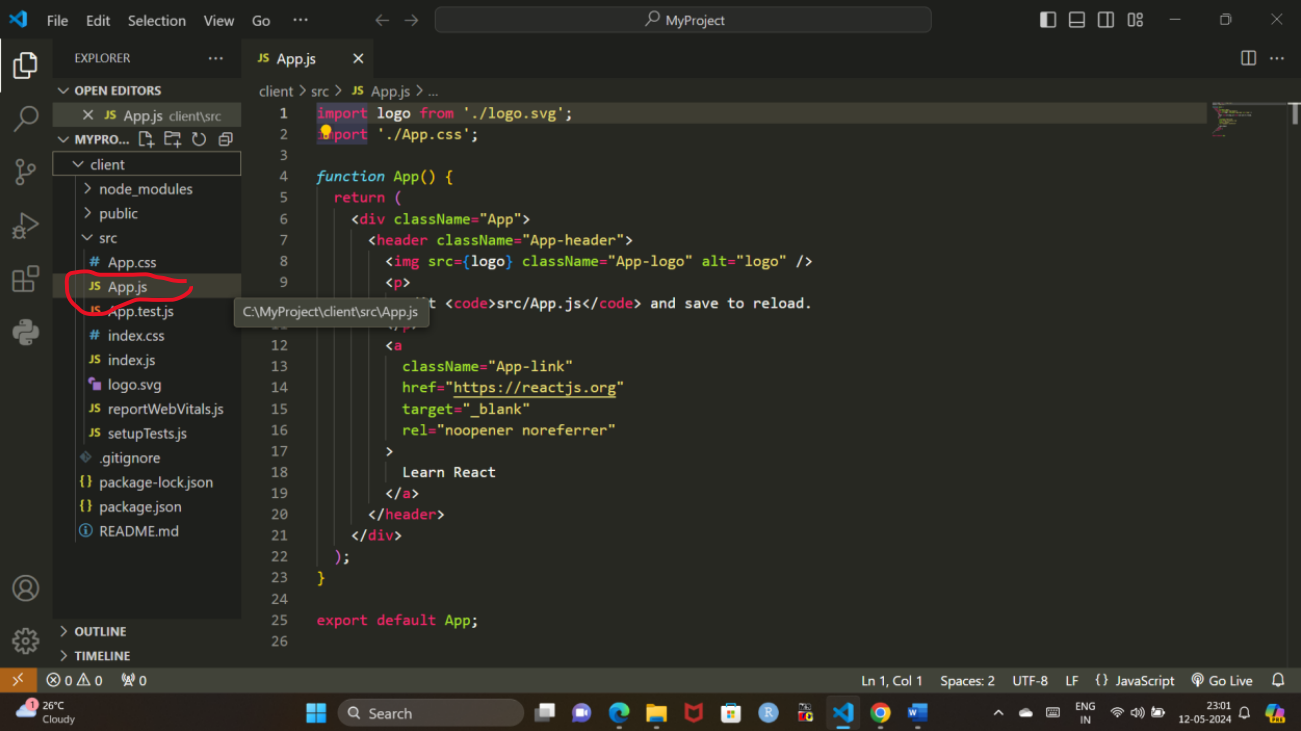 File Edit Selection View Go ··· MyProject
EXPLORER ···
JS App.js
OPEN EDITORS
JS App.js client\src
MYPRO...
client
node_modules
public
src
# App.css
JS App.js
JS App.test.js
# index.css
JS index.js
logo.svg
JS reportWebVitals.js
JS setupTests.js
.gitignore
{} package-lock.json
{} package.json
README.md
OUTLINE
TIMELINE
client > src > JS App.js > ...
1 import logo from './logo.svg';
2 import './App.css';
3
4 function App() {
5 return (
6 <div className="App">
7 <header className="App-header">
8 <img src={logo} className="App-logo" alt="logo" />
9 <p>
<code>src/App.js</code> and save to reload.
C:\MyProject\client\src\App.js
12 <a
13 className="App-link"
14 href="https://reactjs.org"
15 target="_blank"
16 rel="noopener noreferrer"
17 >
18 Learn React
19 </a>
20 </header>
21 </div>
22 );
23 }
24
25 export default App;
26
0 0 0 Ln 1, Col 1 Spaces: 2 UTF-8 LF {} JavaScript Go Live
1
26°C
Cloudy
Search
ENG
IN
23:01
12-05-2024